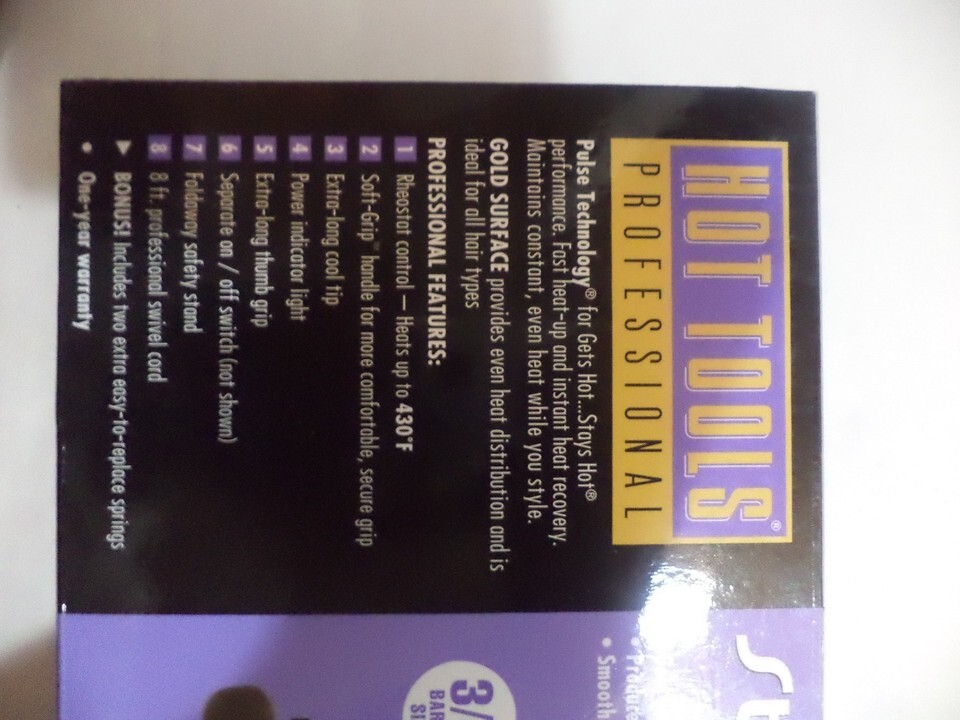 HOT TOOLS®
PROFESSIONAL
Pulse Technology® for Gets Hot...Stays Hot®
performance. Fast heat-up and instant heat recovery.
Maintains constant, even heat while you style.
GOLD SURFACE provides even heat distribution and is
ideal for all hair types
PROFESSIONAL FEATURES:
1 Rheostat control – Heats up to 430°F
2 Soft-Grip™ handle for more comfortable, secure grip
3 Extra-long cool tip
4 Power indicator light
5 Extra-long thumb grip
6 Separate on / off switch (not shown)
7 Foldaway safety stand
8 8 ft. professional swivel cord
▶ BONUS! Includes two extra easy-to-replace springs
• One-year warranty
• Smooth
3/